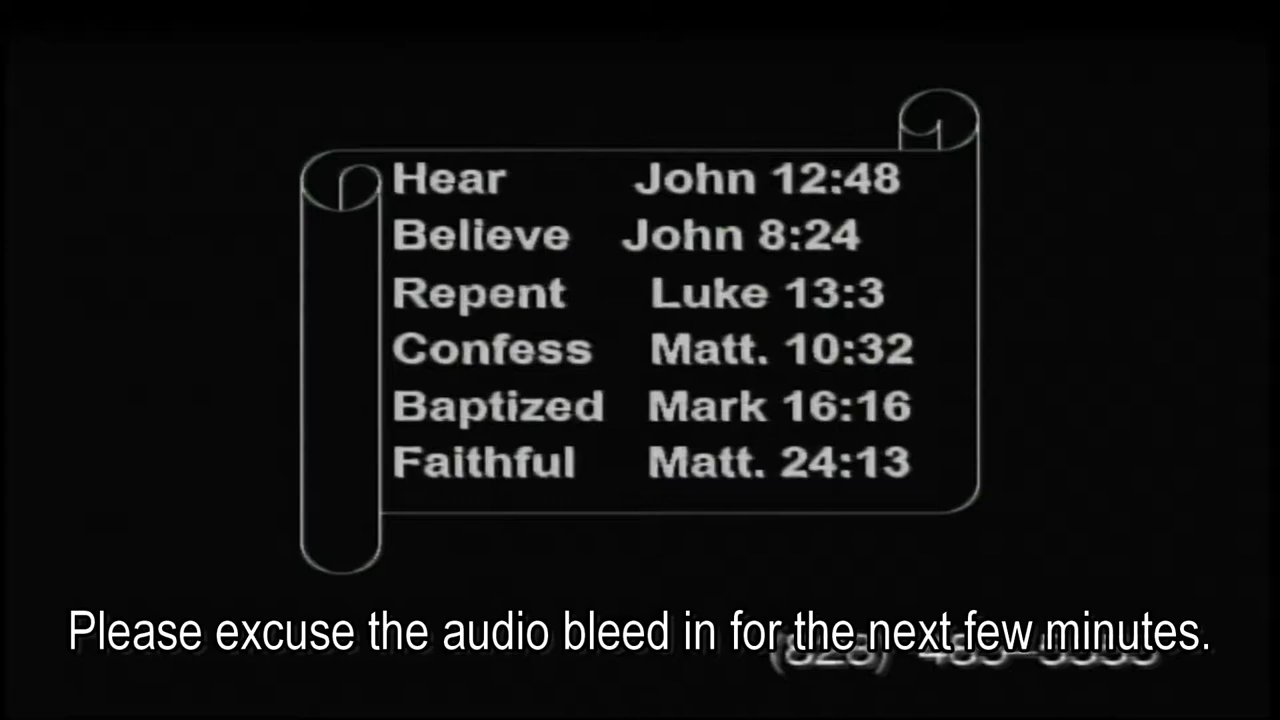 Hear John 12:48
Believe John 8:24
Repent Luke 13:3
Confess Matt. 10:32
Baptized Mark 16:16
Faithful Matt. 24:13
Please excuse the audio bleed in for the next few minutes.